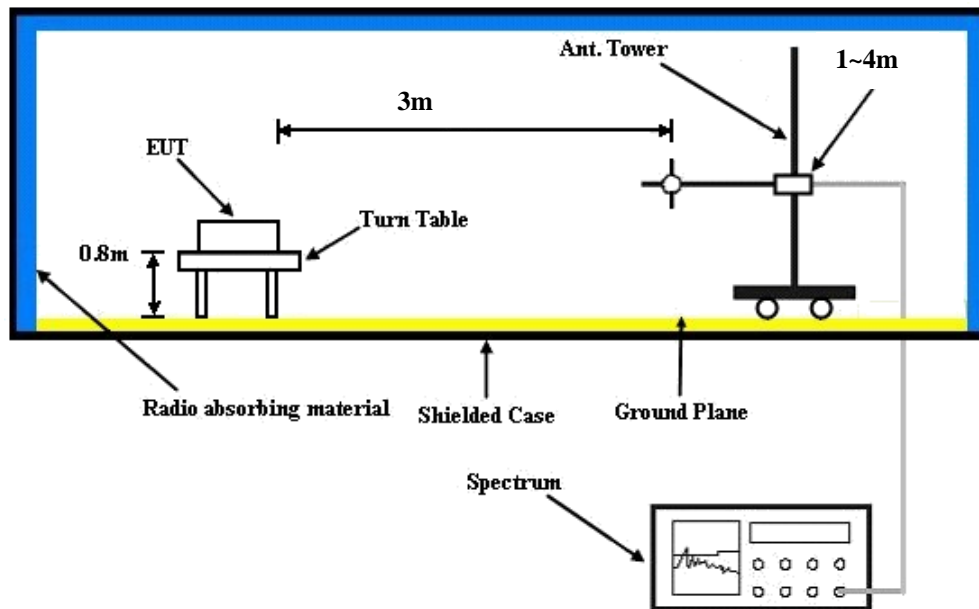 Ant. Tower
1~4m
3m
EUT
Turn Table
0.8m
Radio absorbing material
Shielded Case
Ground Plane
Spectrum